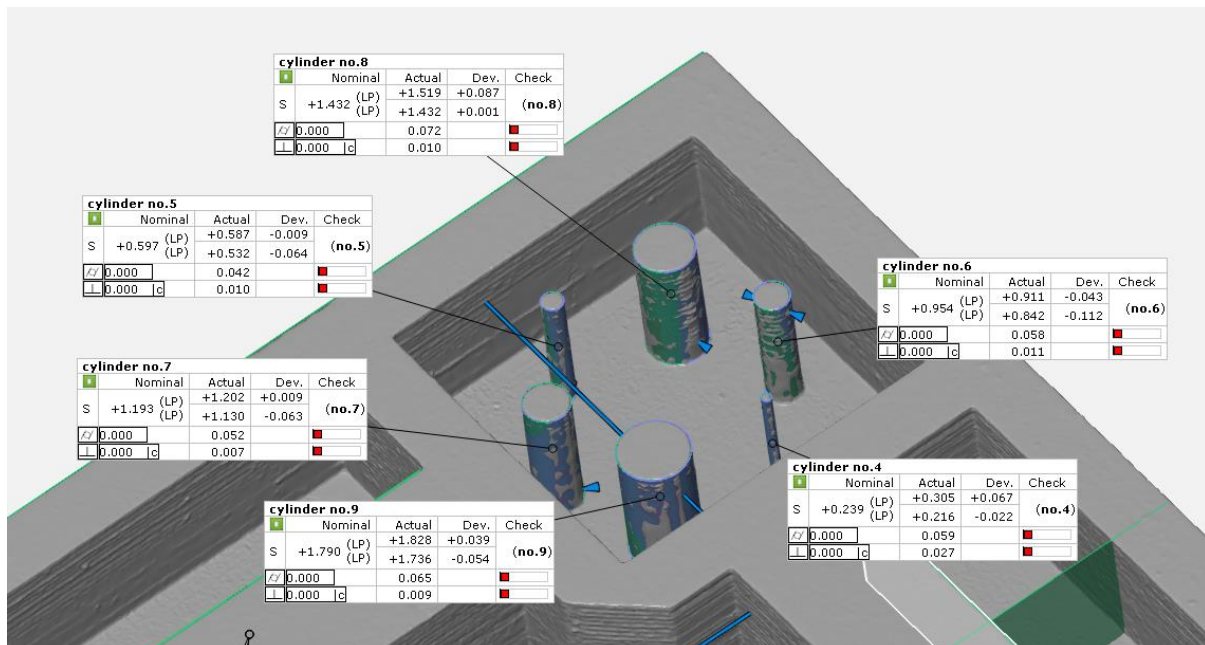 cylinder no.8
Nominal Actual Dev. Check
S +1.432 (LP) +1.519 +0.087 (no.8)
(LP) +1.432 +0.001
0.000 0.072
0.000 c 0.010
cylinder no.5
Nominal Actual Dev. Check
S +0.597 (LP) +0.587 -0.009 (no.5)
(LP) +0.532 -0.064
0.000 0.042
0.000 c 0.010
cylinder no.6
Nominal Actual Dev. Check
S +0.954 (LP) +0.911 -0.043 (no.6)
(LP) +0.842 -0.112
0.000 0.058
0.000 c 0.011
cylinder no.7
Nominal Actual Dev. Check
S +1.193 (LP) +1.202 +0.009 (no.7)
(LP) +1.130 -0.063
0.000 0.052
0.000 c 0.007
cylinder no.4
Nominal Actual Dev. Check
S +0.239 (LP) +0.305 +0.067 (no.4)
(LP) +0.216 -0.022
0.000 0.059
0.000 c 0.027
cylinder no.9
Nominal Actual Dev. Check
S +1.790 (LP) +1.828 +0.039 (no.9)
(LP) +1.736 -0.054
0.000 0.065
0.000 c 0.009